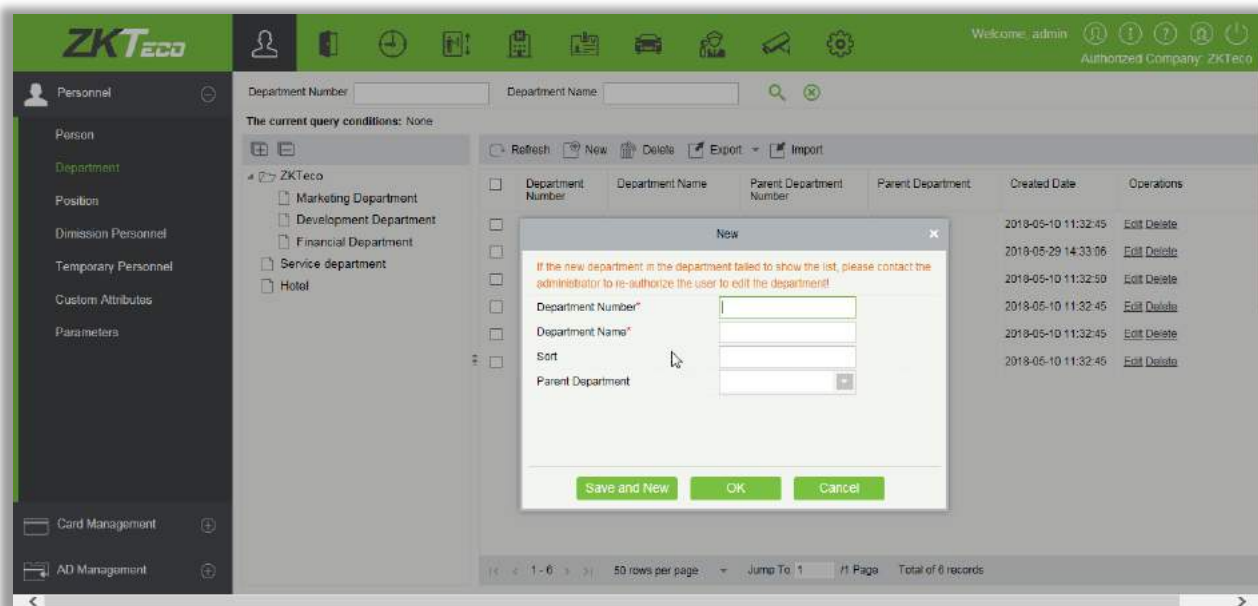 ZKTeco
Welcome, admin
Authorized Company: ZKTeco
Personnel
Person
Department
Position
Dimission Personnel
Temporary Personnel
Custom Attributes
Parameters
Card Management
AD Management
Department Number
Department Name
The current query conditions: None
ZKTeco
Marketing Department
Development Department
Financial Department
Service department
Hotel
Refresh New Delete Export Import
Department Number
Department Name
Parent Department Number
Parent Department
Created Date
Operations
2018-05-10 11:32:45 Edit Delete
2018-05-29 14:33:06 Edit Delete
2018-05-10 11:32:50 Edit Delete
2018-05-10 11:32:45 Edit Delete
2018-05-10 11:32:45 Edit Delete
2018-05-10 11:32:45 Edit Delete
New
If the new department in the department failed to show the list, please contact the
administrator to re-authorize the user to edit the department!
Department Number*
Department Name*
Sort
Parent Department
Save and New OK Cancel
1-6 50 rows per page Jump To 1 /1 Page Total of 6 records